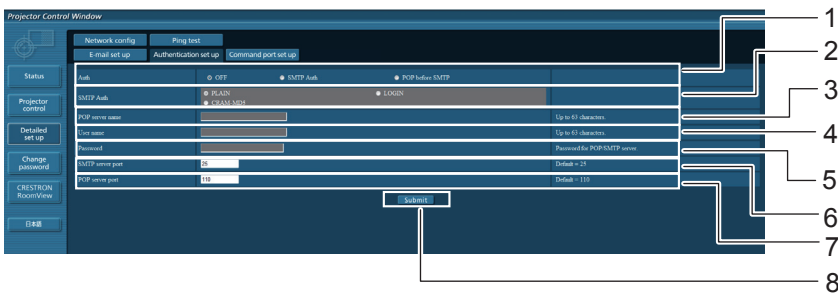 Projector Control Window
1
Network config Ping test
E-mail set up Authentication set up Command port set up
2
Status
Auth OFF SMTP Auth POP before SMTP
SMTP Auth PLAIN LOGIN
CRAM-MD5
3
Projector control
POP server name Up to 63 characters.
4
User name Up to 63 characters.
Detailed set up
Password Password for POP/SMTP server
5
Change password
SMTP server port 25 Default = 25
6
POP server port 110 Default = 110
7
CRESTRON RoomView
Submit
8
日本語